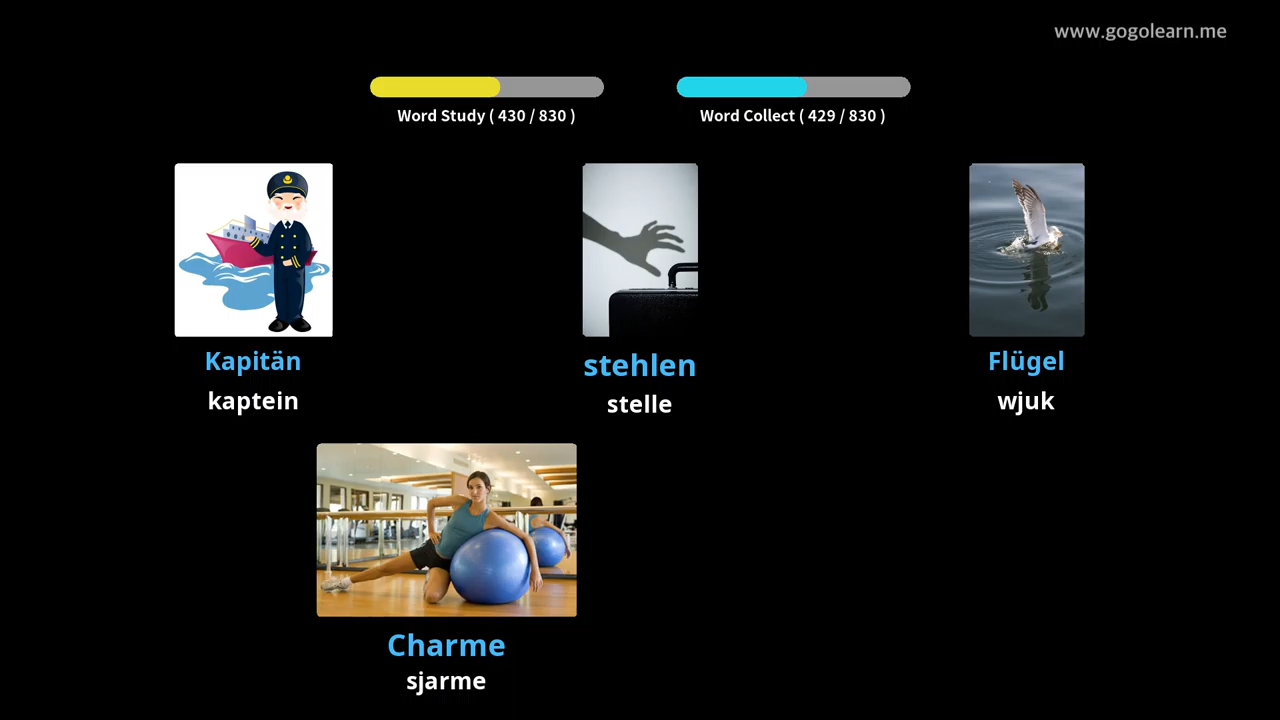 www.gogolearn.me
Word Study ( 430 / 830 )
Word Collect ( 429 / 830 )
Kapitän
kaptein
stehlen
stelle
Flügel
wjuk
Charme
sjarme